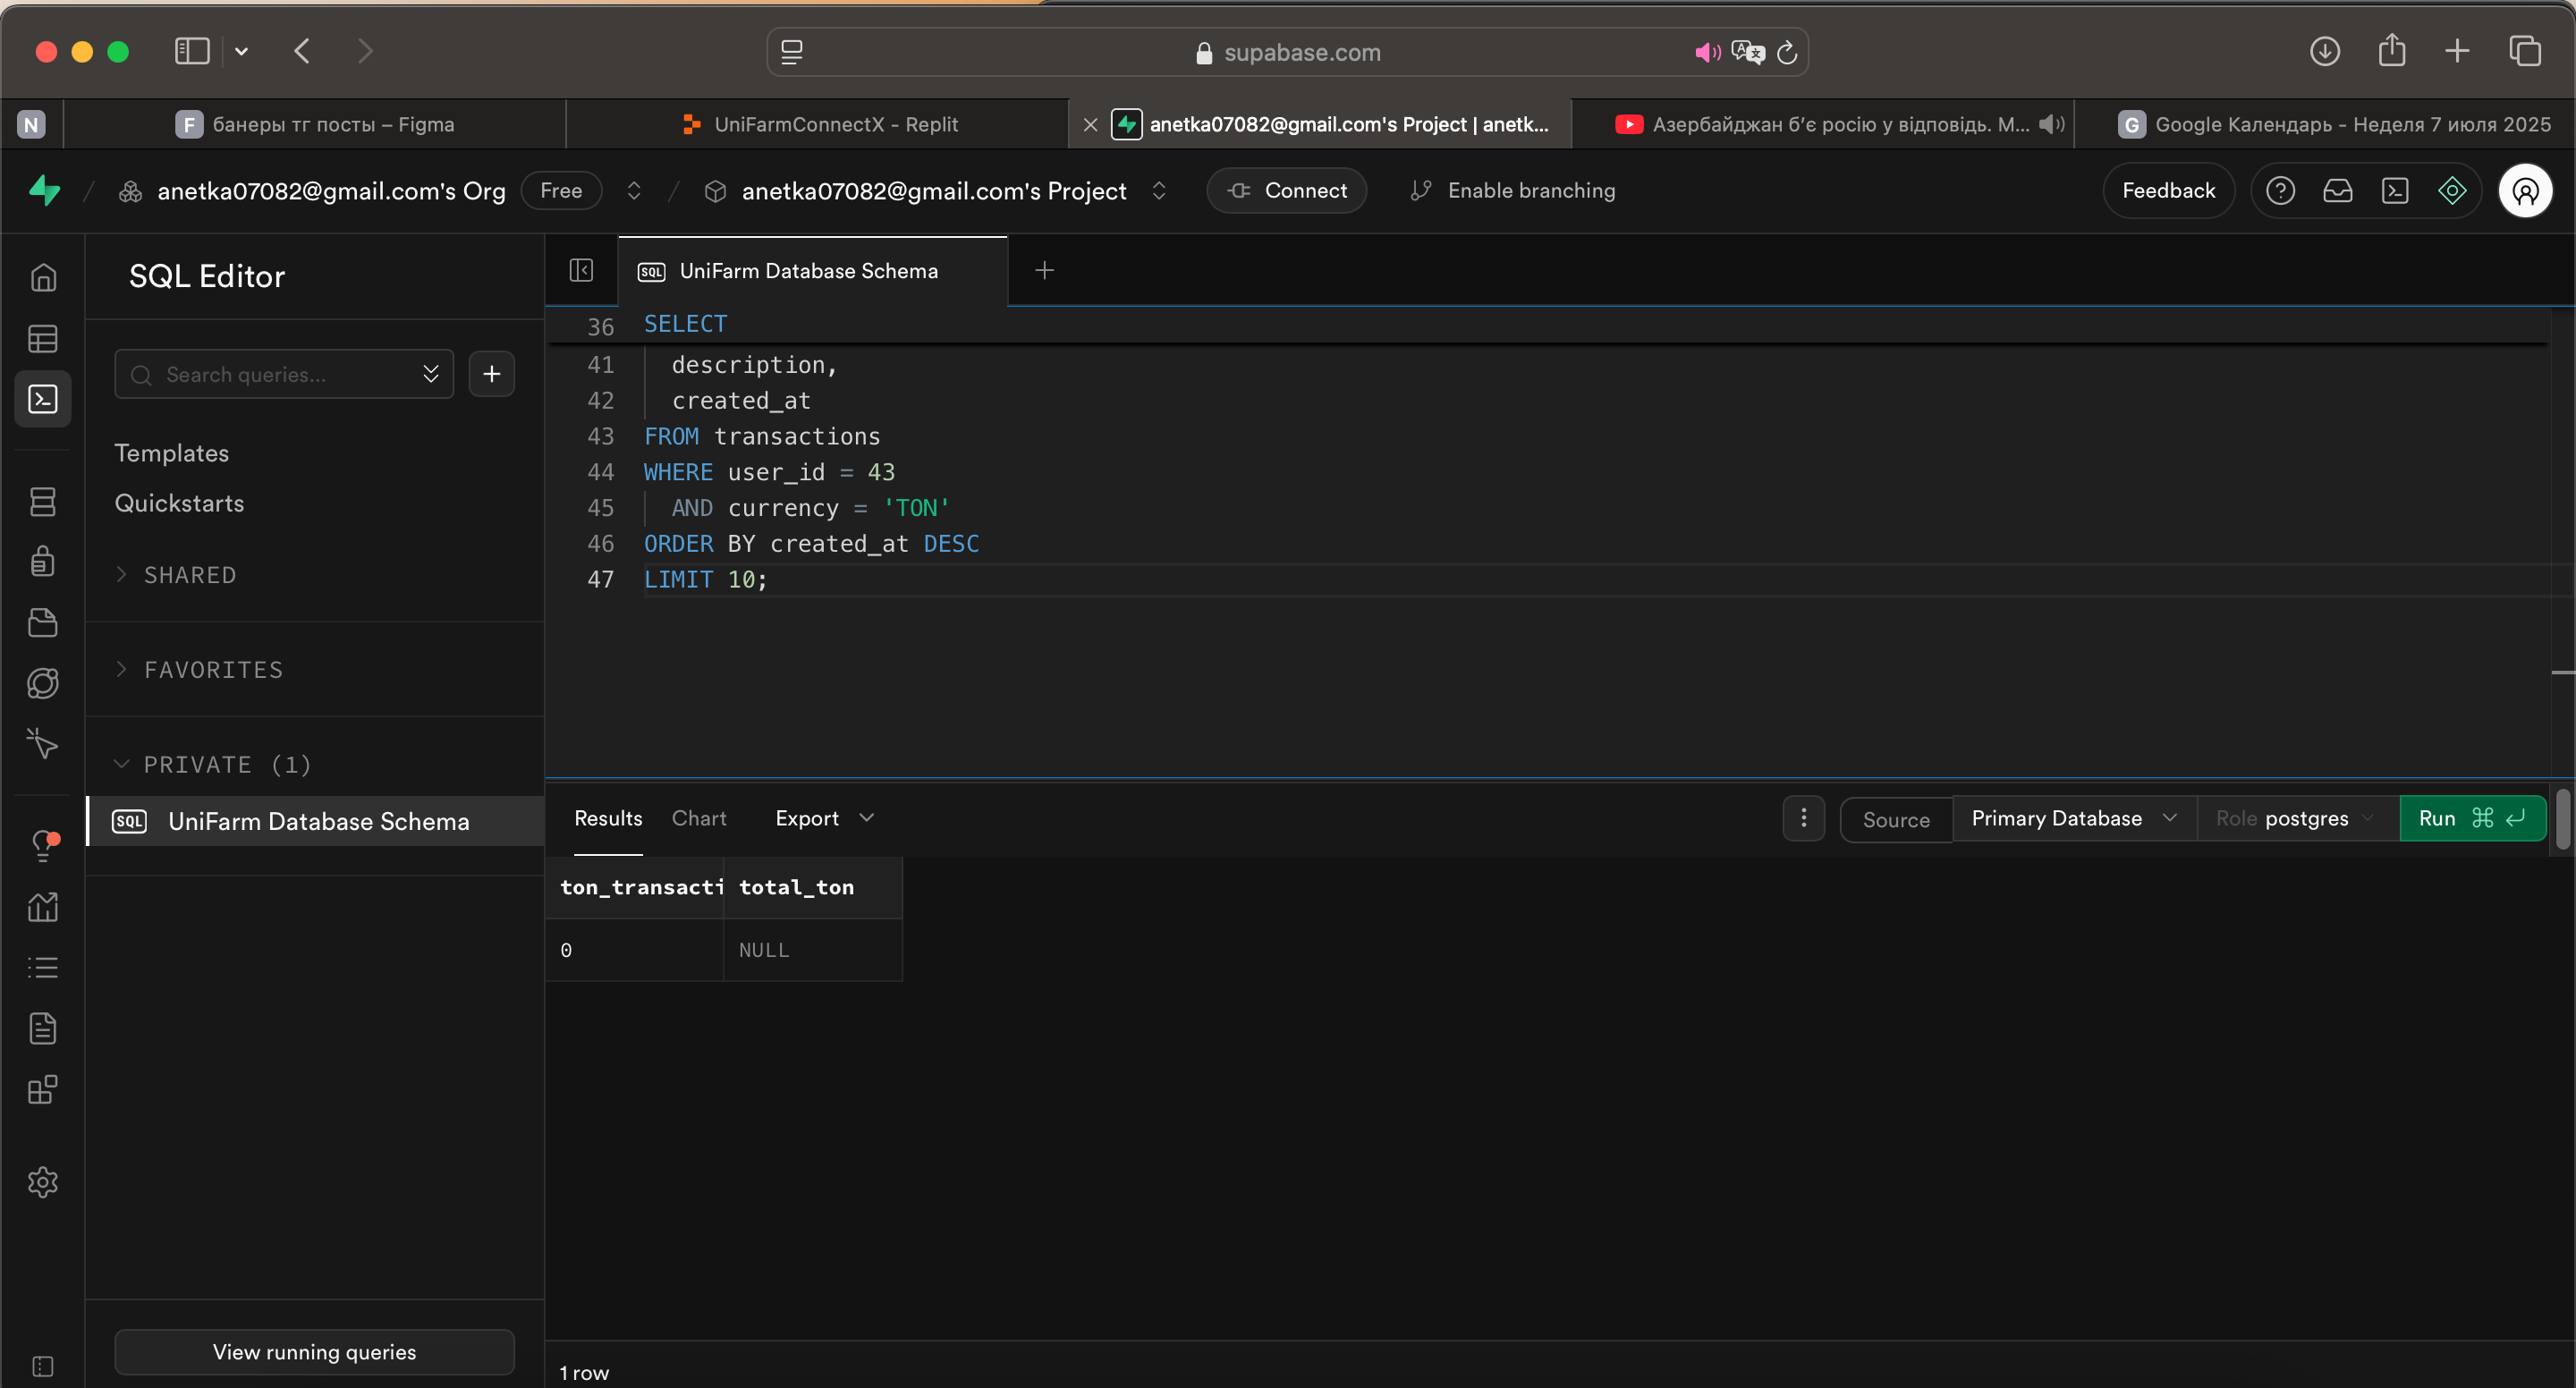 supabase.com
N
F банеры тг посты – Figma
UniFarmConnectX - Replit
anetka07082@gmail.com's Project | anetk...
Азербайджан б’є росію у відповідь. М...
G Google Календарь - Неделя 7 июля 2025
anetka07082@gmail.com's Org Free
anetka07082@gmail.com's Project
Connect
Enable branching
Feedback
SQL Editor
SQL UniFarm Database Schema
Search queries...
Templates
Quickstarts
SHARED
FAVORITES
PRIVATE (1)
SQL UniFarm Database Schema
View running queries
36 SELECT
41 description,
42 created_at
43 FROM transactions
44 WHERE user_id = 43
45 AND currency = 'TON'
46 ORDER BY created_at DESC
47 LIMIT 10;
Results Chart Export
Source Primary Database Role postgres Run
ton_transacti total_ton
0 NULL
1 row